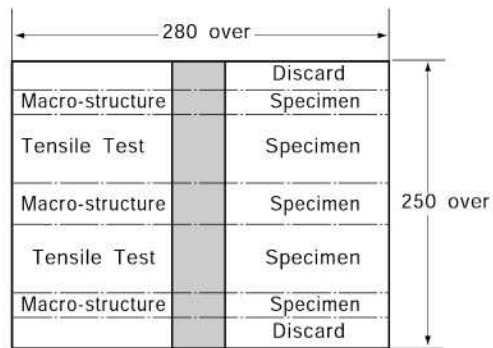 280 over
Discard
Macro-structure Specimen
Tensile Test Specimen
Macro-structure Specimen
250 over
Tensile Test Specimen
Macro-structure Specimen
Discard